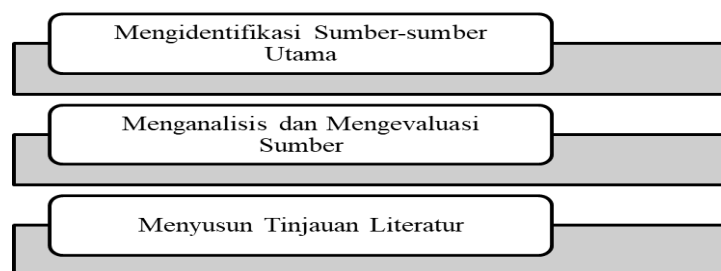 Mengidentifikasi Sumber-sumber
Utama
Menganalisis dan Mengevaluasi
Sumber
Menyusun Tinjauan Literatur